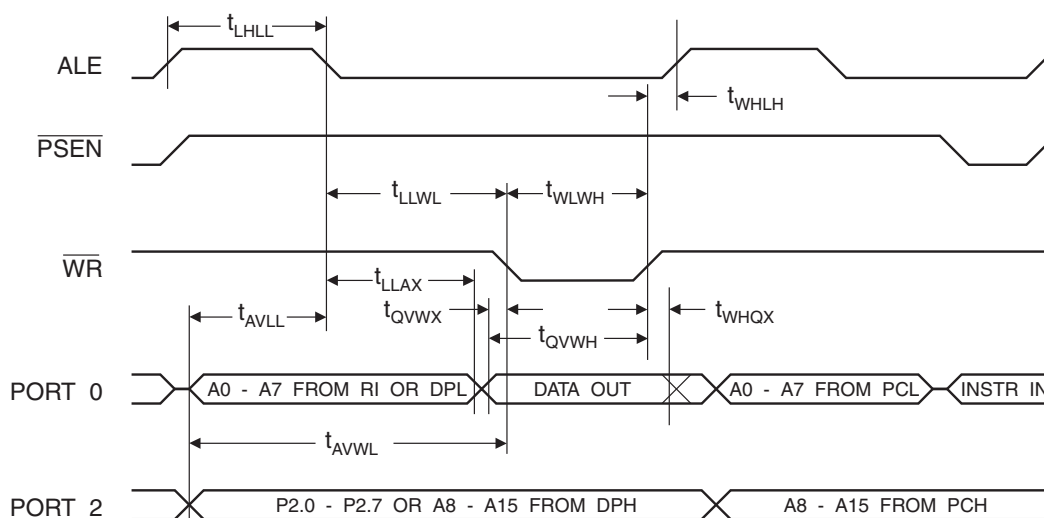 tLHLL
ALE
tWHLH
PSEN
tLLWL
tWLWH
WR
tLLAX
tAVLL
tQVWX
tWHQX
tQVWH
PORT 0
A0 - A7 FROM RI OR DPL
DATA OUT
A0 - A7 FROM PCL
INSTR IN
tAVWL
PORT 2
P2.0 - P2.7 OR A8 - A15 FROM DPH
A8 - A15 FROM PCH